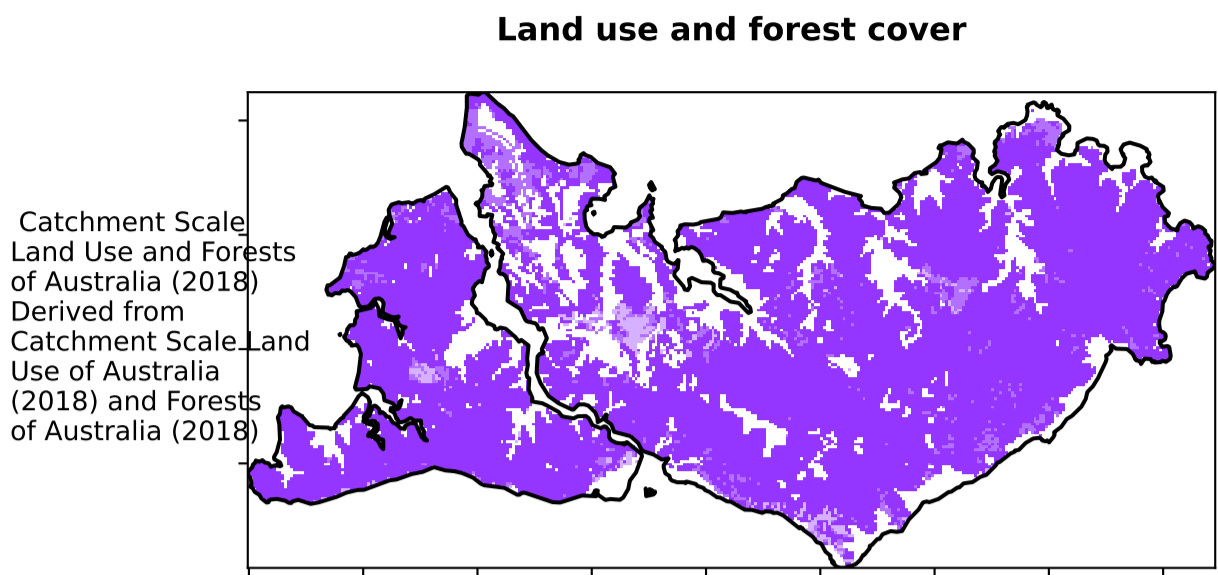 Land use and forest cover
Catchment Scale
Land Use and Forests
of Australia (2018)
Derived from
Catchment Scale Land
Use of Australia
(2018) and Forests
of Australia (2018)